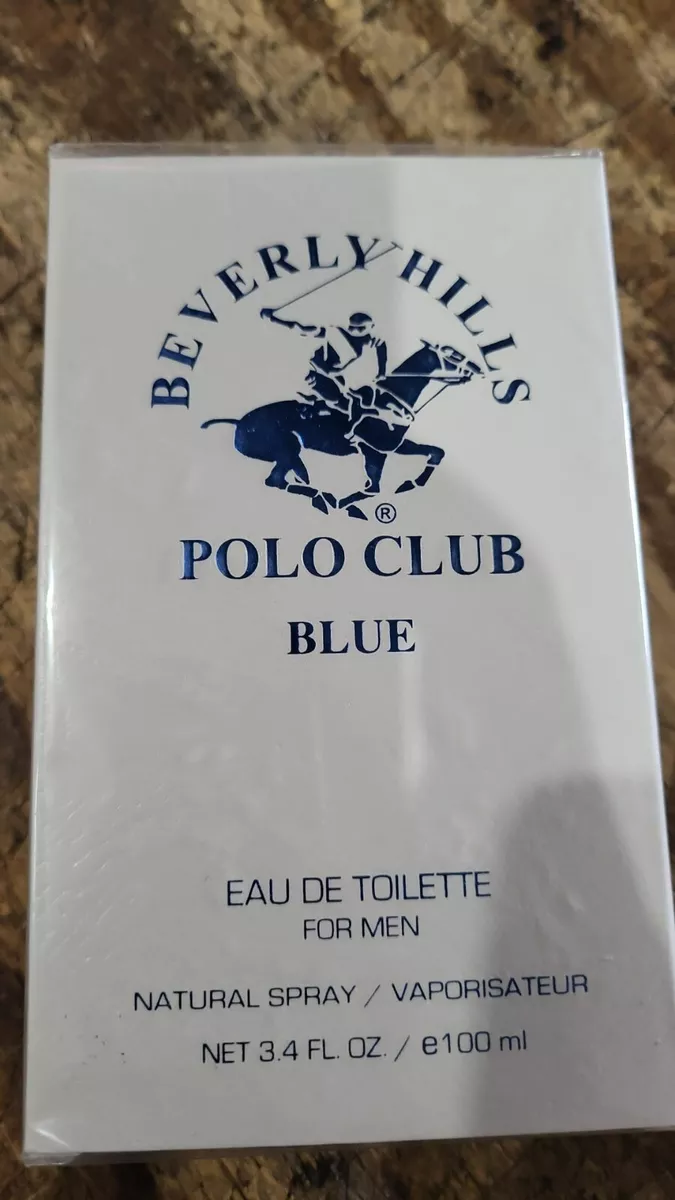 BEVERLY HILLS
®
POLO CLUB
BLUE
EAU DE TOILETTE
FOR MEN
NATURAL SPRAY / VAPORISATEUR
NET 3.4 FL. OZ. / e100 ml